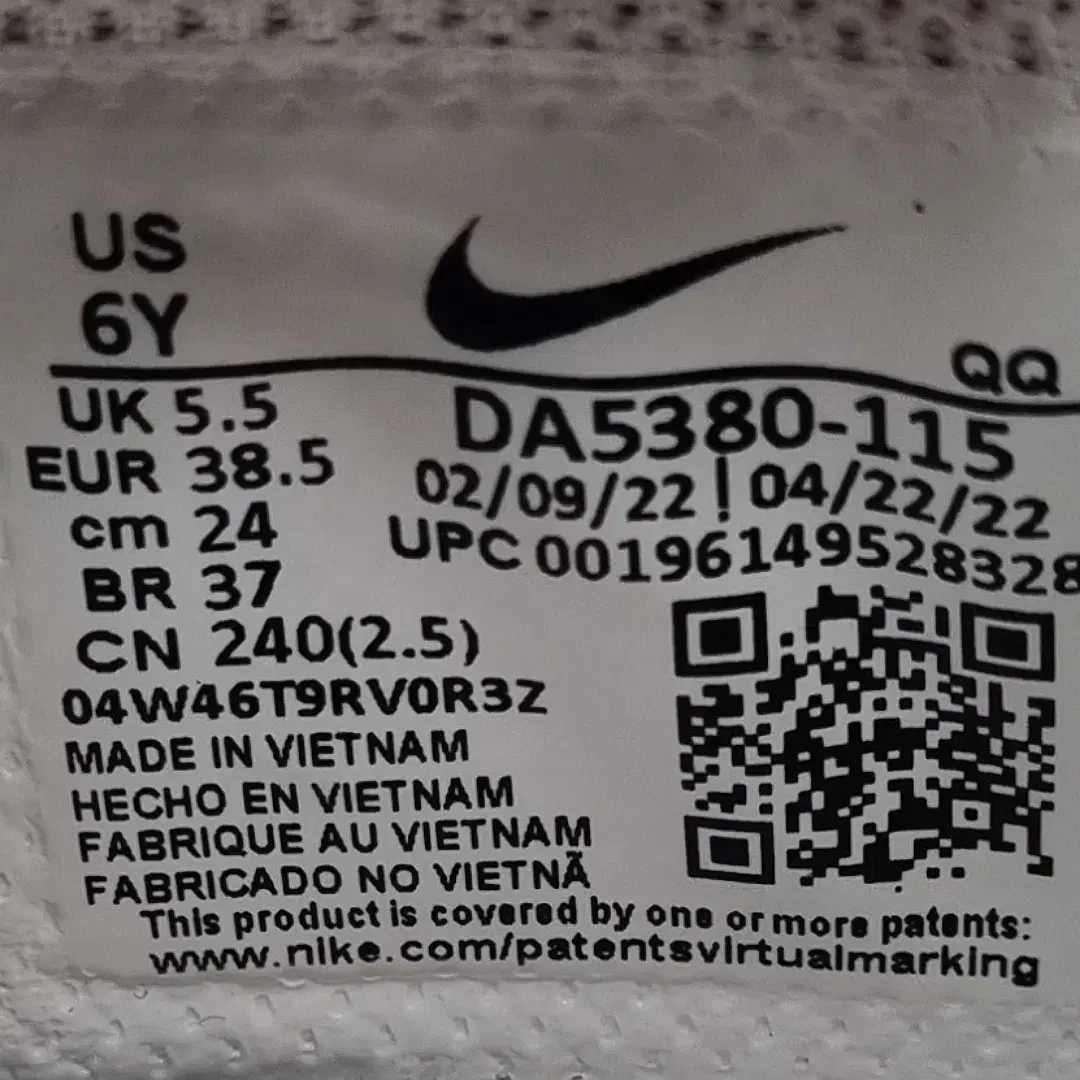 US
6Y
QQ
UK 5.5
EUR 38.5
cm 24
BR 37
CN 240(2.5)
DA5380-115
02/09/22 | 04/22/22
UPC 00196149528328
04W46T9RV0R3Z
MADE IN VIETNAM
HECHO EN VIETNAM
FABRIQUE AU VIETNAM
FABRICADO NO VIETNÃ
This product is covered by one or more patents:
www.nike.com/patentsvirtualmarking